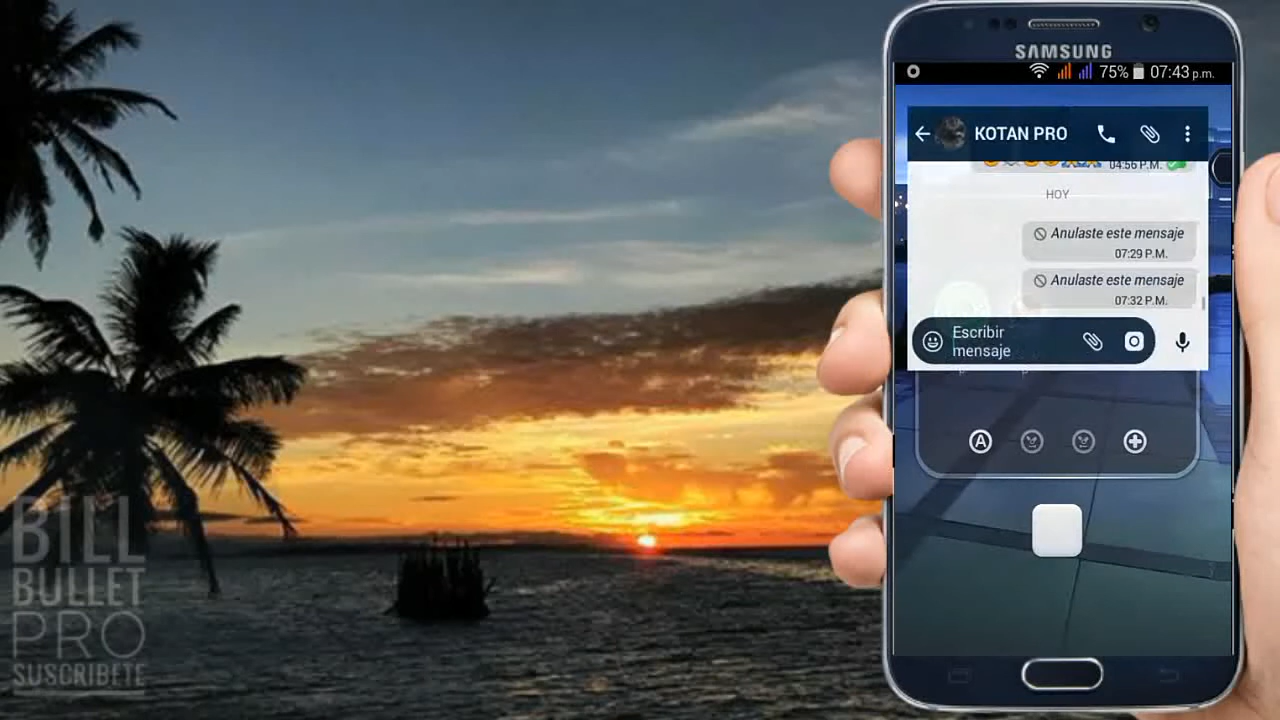 SAMSUNG
75% 07:43 p.m.
KOTAN PRO
04:56 P.M.
HOY
Anulaste este mensaje
07:29 P.M.
Anulaste este mensaje
07:32 P.M.
Escribir
mensaje
A
BILL
BULLET
PRO
SUSCRIBETE